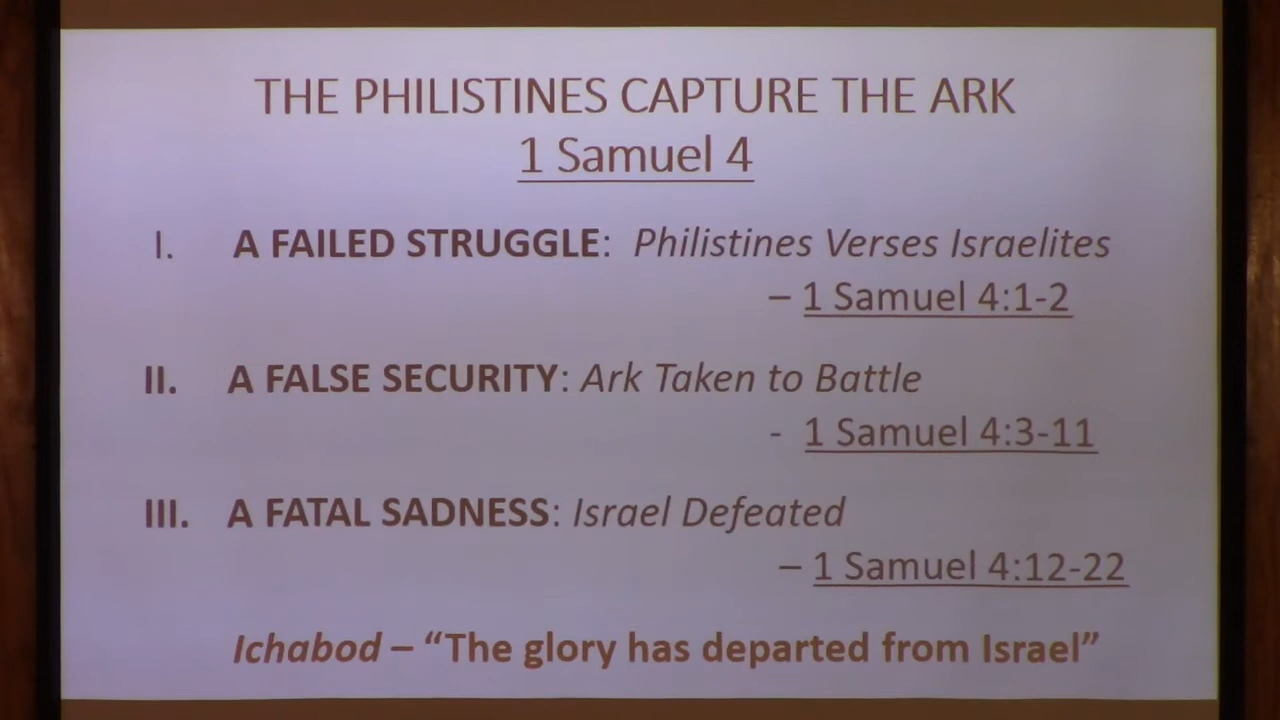 THE PHILISTINES CAPTURE THE ARK
1 Samuel 4
I. A FAILED STRUGGLE: Philistines Verses Israelites
– 1 Samuel 4:1-2
II. A FALSE SECURITY: Ark Taken to Battle
- 1 Samuel 4:3-11
III. A FATAL SADNESS: Israel Defeated
– 1 Samuel 4:12-22
Ichabod – “The glory has departed from Israel”